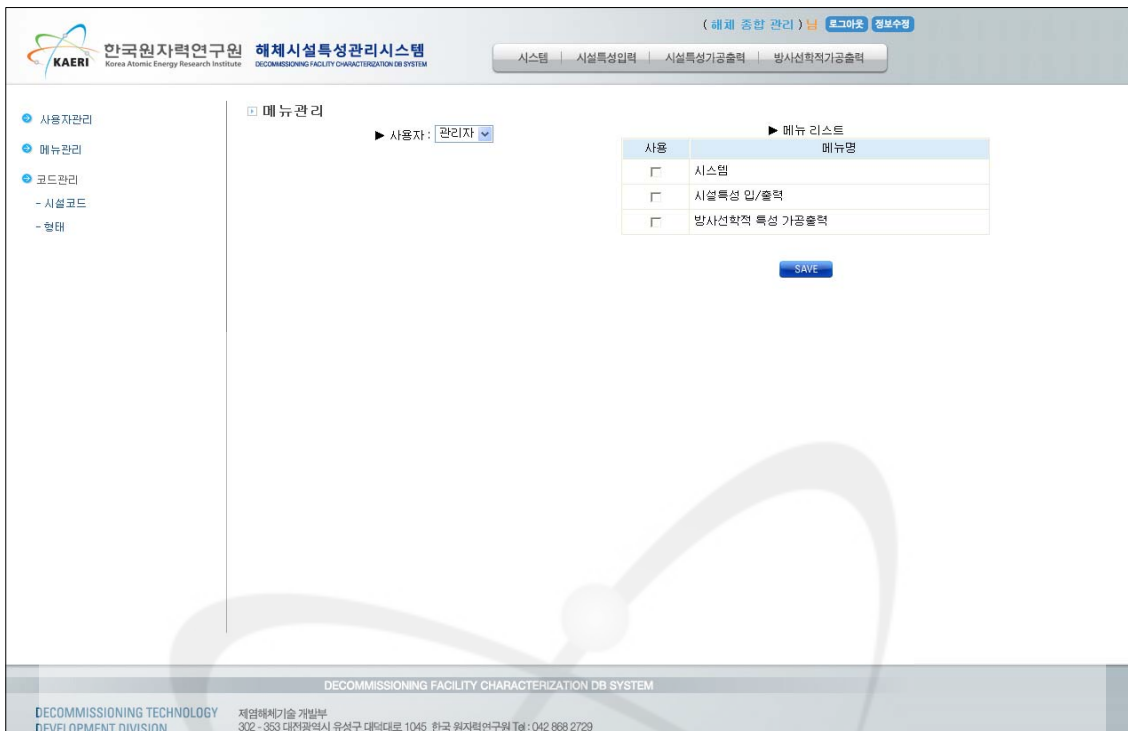 ( 해체 종합 관리 ) 님 로그아웃 정보수정
KAERI 한국원자력연구원 해체시설특성관리시스템
Korea Atomic Energy Research Institute DECOMMISSIONING FACILITY CHARACTERIZATION DB SYSTEM
시스템 | 시설특성입력 | 시설특성가공출력 | 방사선학적가공출력
사용자관리
메뉴관리
코드관리
- 시설코드
- 형태
메뉴관리
▶ 사용자 : 관리자
▶ 메뉴 리스트
사용 메뉴명
시스템
시설특성 입/출력
방사선학적 특성 가공출력
SAVE
DECOMMISSIONING FACILITY CHARACTERIZATION DB SYSTEM
DECOMMISSIONING TECHNOLOGY
DEVELOPMENT DIVISION
제염해체기술 개발부
302 - 353 대전광역시 유성구 대덕대로 1045 한국 원자력연구원 Tel : 042 868 2729